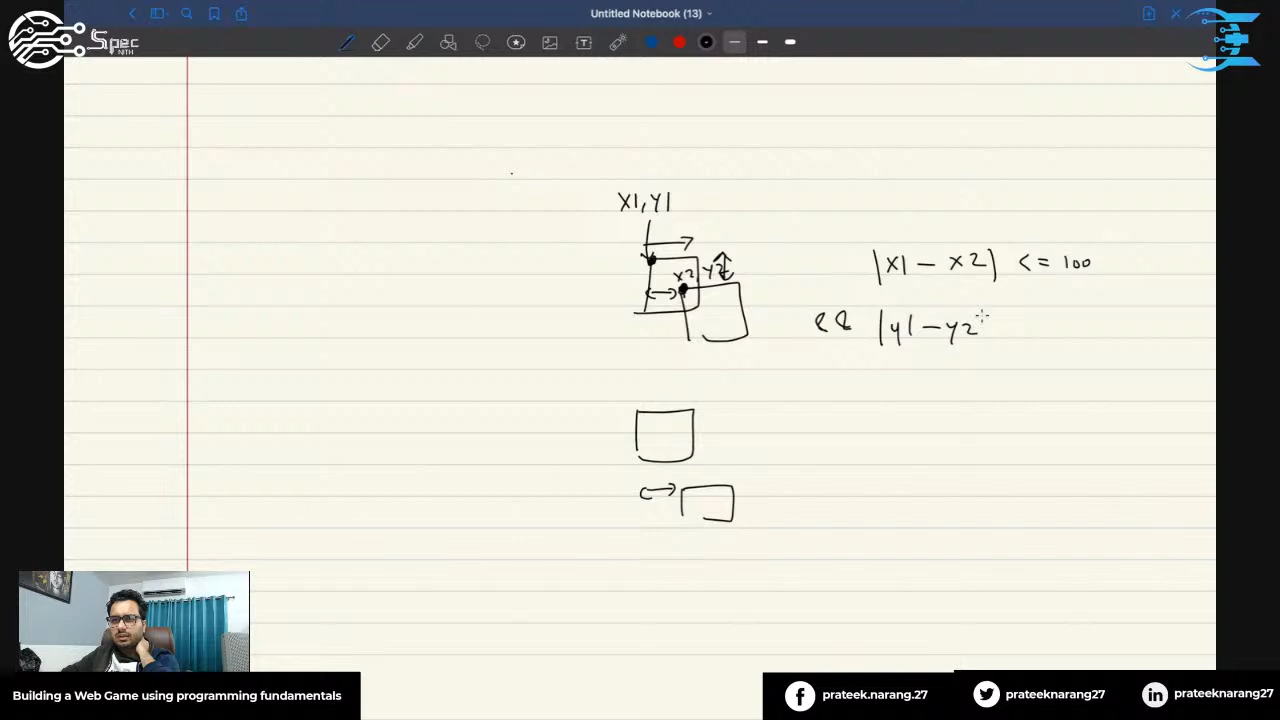 Untitled Notebook (13)
Spec
NITH
X1, Y1
X2, Y2
|X1 - X2| <= 100
&& |y1 - y2
Building a Web Game using programming fundamentals
prateek.narang.27
prateeknarang27
prateeknarang27